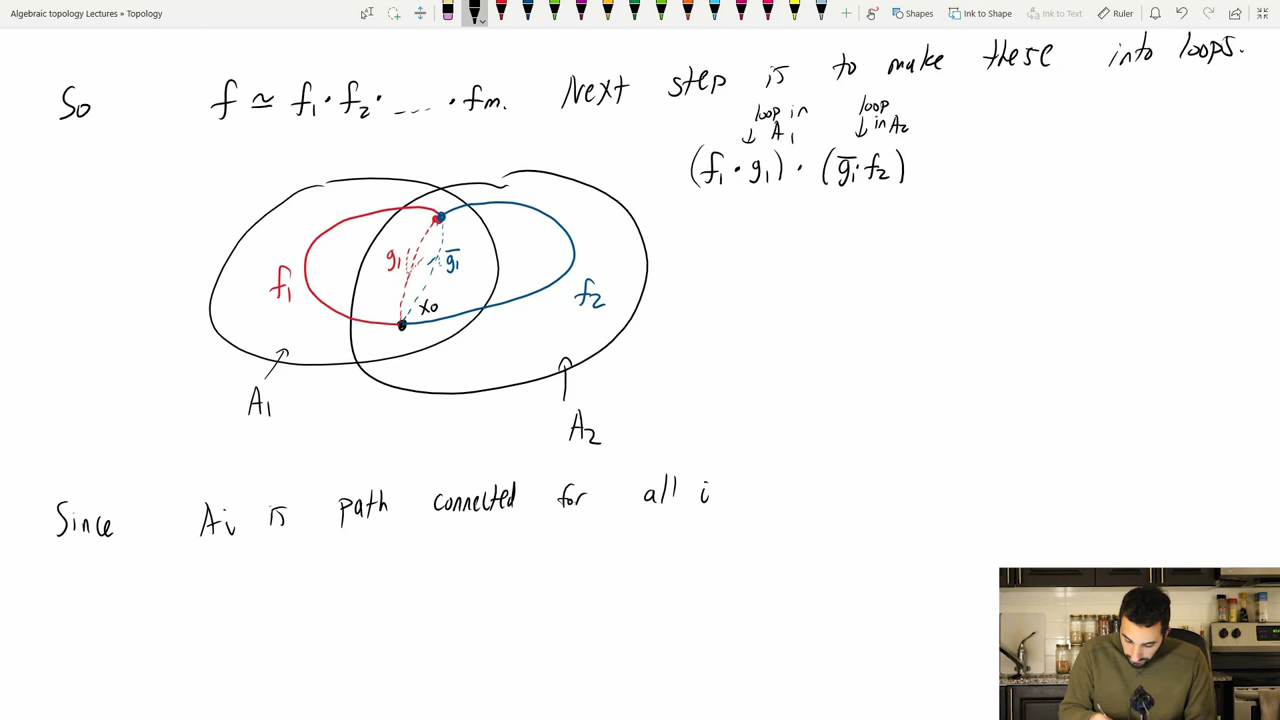 Algebraic topology Lectures » Topology
Shapes
Ink to Shape
Ink to Text
Ruler
So f ≃ f₁·f₂· ---- ·fm. Next step is to make these into loops.
loop in A₁
loop in A₂
(f₁·g₁)·(g̅₁·f₂)
f₁
g₁
g̅₁
x₀
f₂
A₁
A₂
Since Ai is path connected for all i